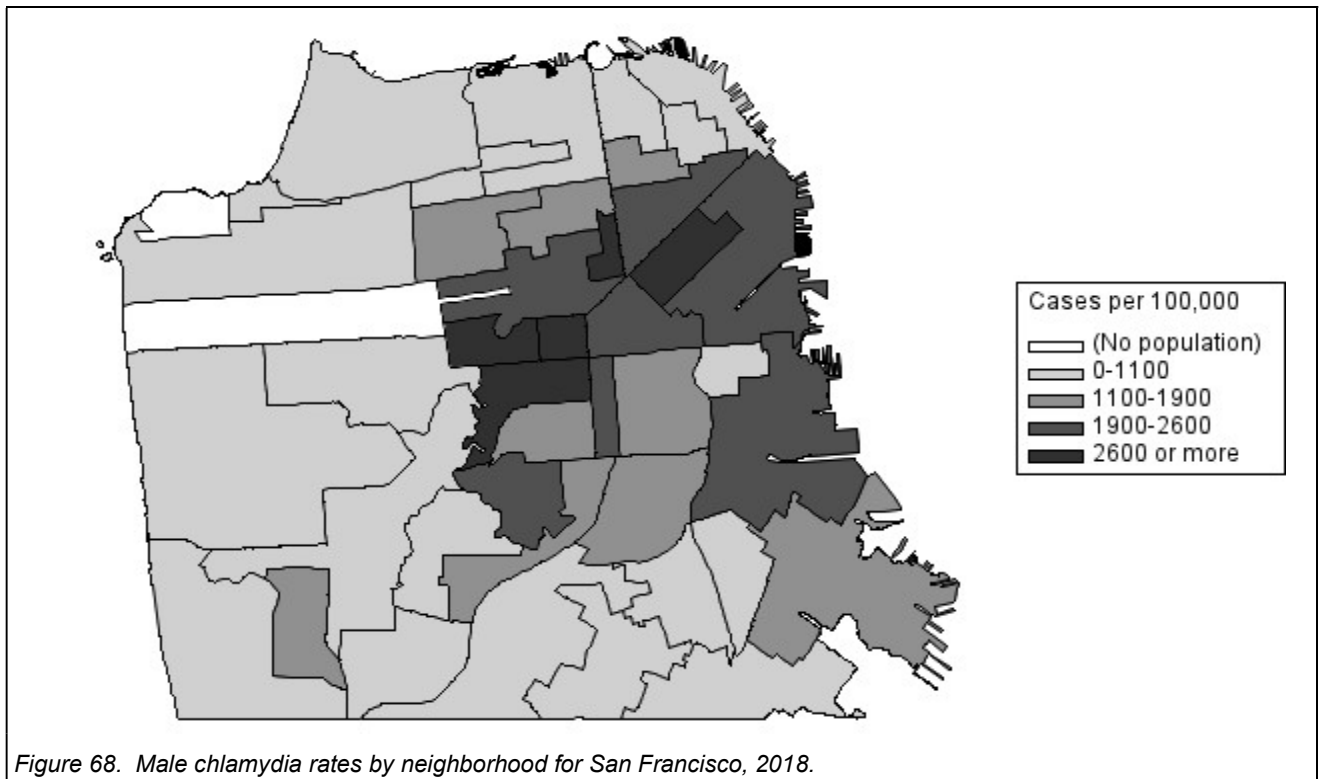 Cases per 100,000
(No population)
0-1100
1100-1900
1900-2600
2600 or more
Figure 68. Male chlamydia rates by neighborhood for San Francisco, 2018.